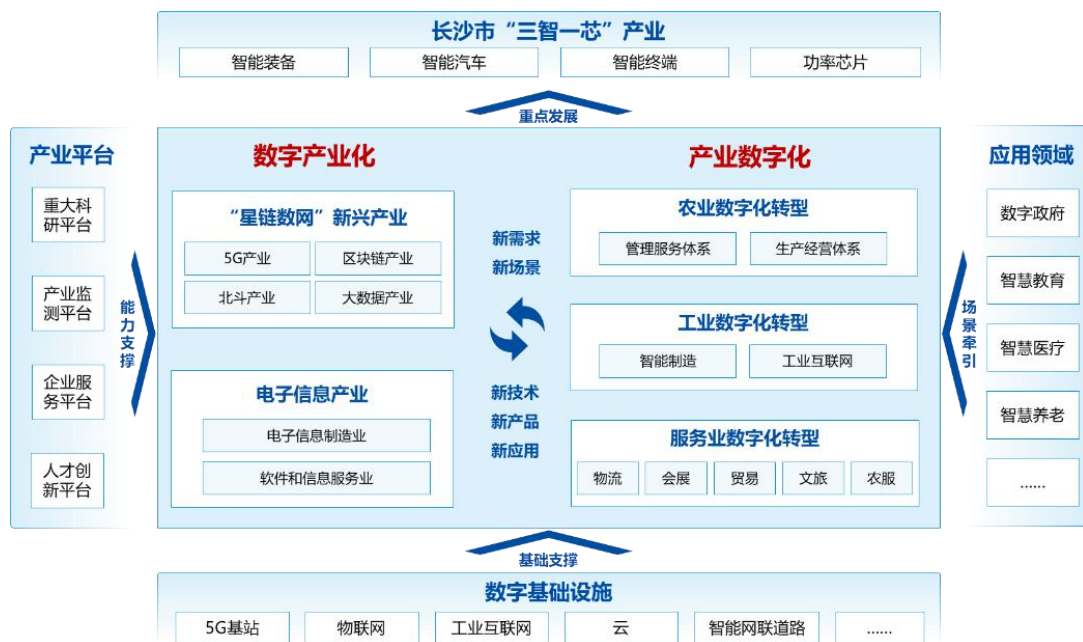 长沙市“三智一芯”产业
智能装备
智能汽车
智能终端
功率芯片
重点发展
产业平台
重大科
研平台
产业监
测平台
企业服
务平台
人才创
新平台
能力支撑
数字产业化
“星链数网”新兴产业
5G产业
区块链产业
北斗产业
大数据产业
电子信息产业
电子信息制造业
软件和信息服务业
新需求
新场景
新技术
新产品
新应用
产业数字化
农业数字化转型
管理服务体系
生产经营体系
工业数字化转型
智能制造
工业互联网
服务业数字化转型
物流
会展
贸易
文旅
农服
场景牵引
应用领域
数字政府
智慧教育
智慧医疗
智慧养老
……
基础支撑
数字基础设施
5G基站
物联网
工业互联网
云
智能网联道路
……